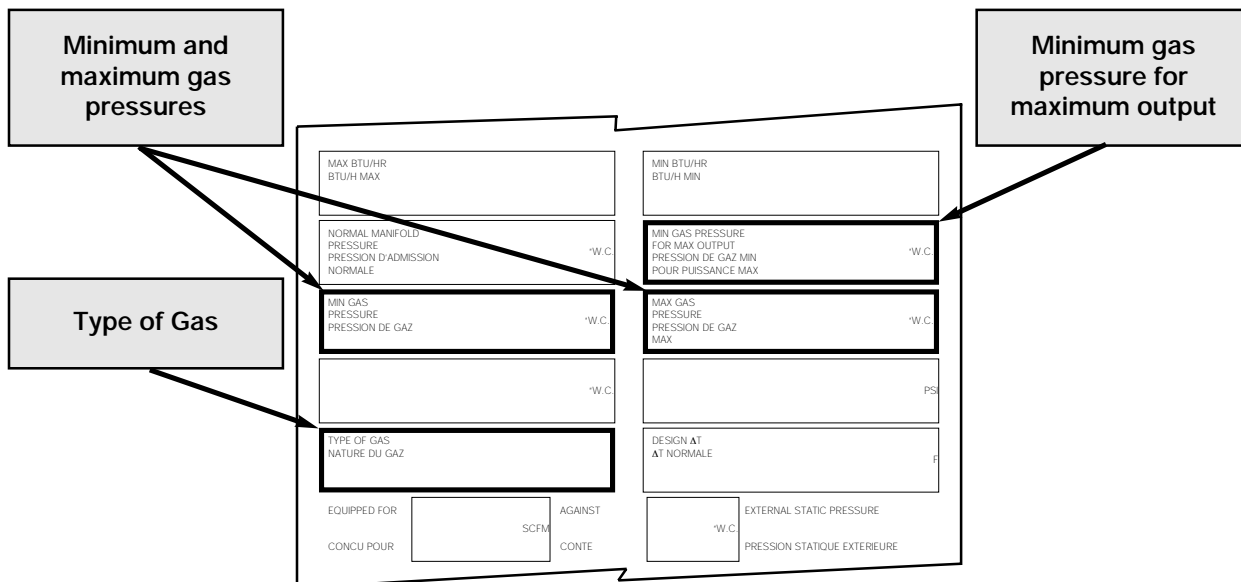 Minimum and
maximum gas
pressures
Minimum gas
pressure for
maximum output
MAX BTU/HR
BTU/H MAX
MIN BTU/HR
BTU/H MIN
NORMAL MANIFOLD
PRESSURE
PRESSION D'ADMISSION
NORMALE
"W.C.
MIN GAS PRESSURE
FOR MAX OUTPUT
PRESSION DE GAZ MIN
POUR PUISSANCE MAX
"W.C.
Type of Gas
MIN GAS
PRESSURE
PRESSION DE GAZ
"W.C.
MAX GAS
PRESSURE
PRESSION DE GAZ
MAX
"W.C.
"W.C.
PSI
TYPE OF GAS
NATURE DU GAZ
DESIGN ΔT
ΔT NORMALE
F
EQUIPPED FOR
CONCU POUR
SCFM
AGAINST
CONTE
"W.C.
EXTERNAL STATIC PRESSURE
PRESSION STATIQUE EXTERIEURE